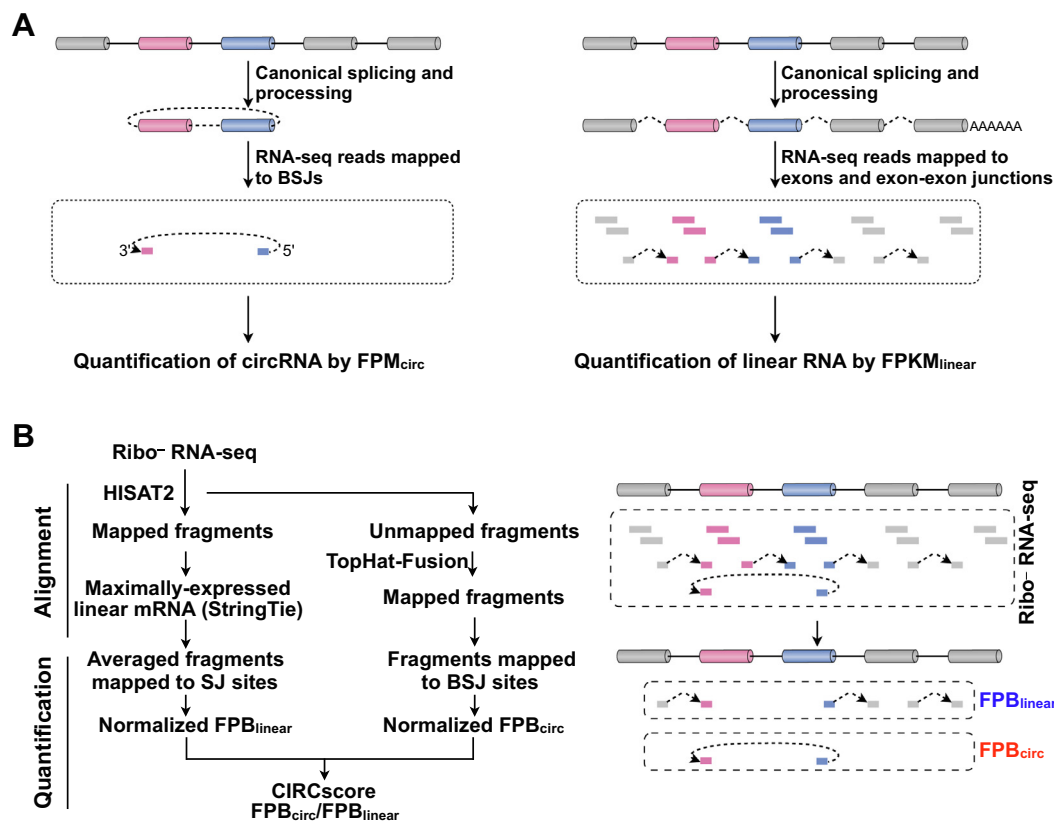 A
Canonical splicing and
processing
RNA-seq reads mapped
to BSJs
3'
5'
Quantification of circRNA by FPMcirc
Canonical splicing and
processing
AAAAAA
RNA-seq reads mapped to
exons and exon-exon junctions
Quantification of linear RNA by FPKMlinear
B
Alignment
Quantification
Ribo– RNA-seq
HISAT2
Mapped fragments
Unmapped fragments
TopHat-Fusion
Maximally-expressed
linear mRNA (StringTie)
Mapped fragments
Averaged fragments
mapped to SJ sites
Fragments mapped
to BSJ sites
Normalized FPBlinear
Normalized FPBcirc
CIRCscore
FPBcirc/FPBlinear
Ribo– RNA-seq
FPBlinear
FPBcirc